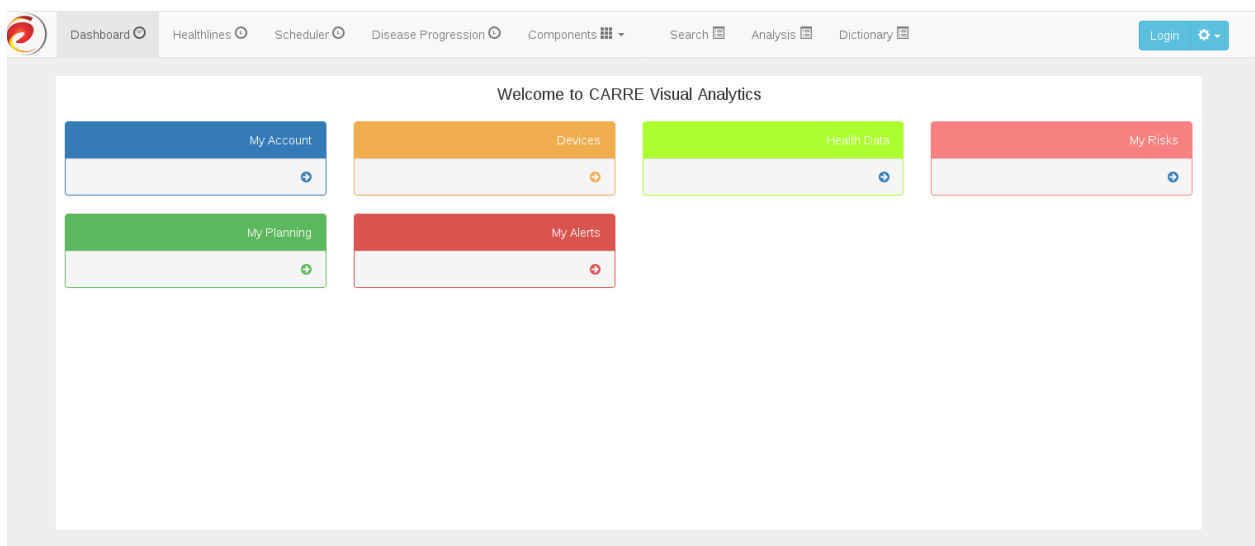 Dashboard Healthlines Scheduler Disease Progression Components Search Analysis Dictionary Login
Welcome to CARRE Visual Analytics
My Account Devices Health Data My Risks
My Planning My Alerts